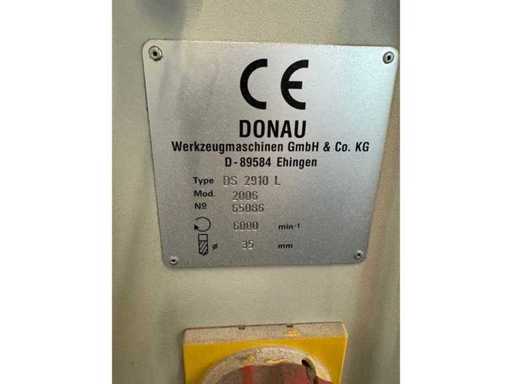 CE
DONAU
Werkzeugmaschinen GmbH & Co. KG
D-89584 Ehingen
Type DS 2910 L
Mod. 2006
Nº 65086
6000 min⁻¹
ø 35 mm